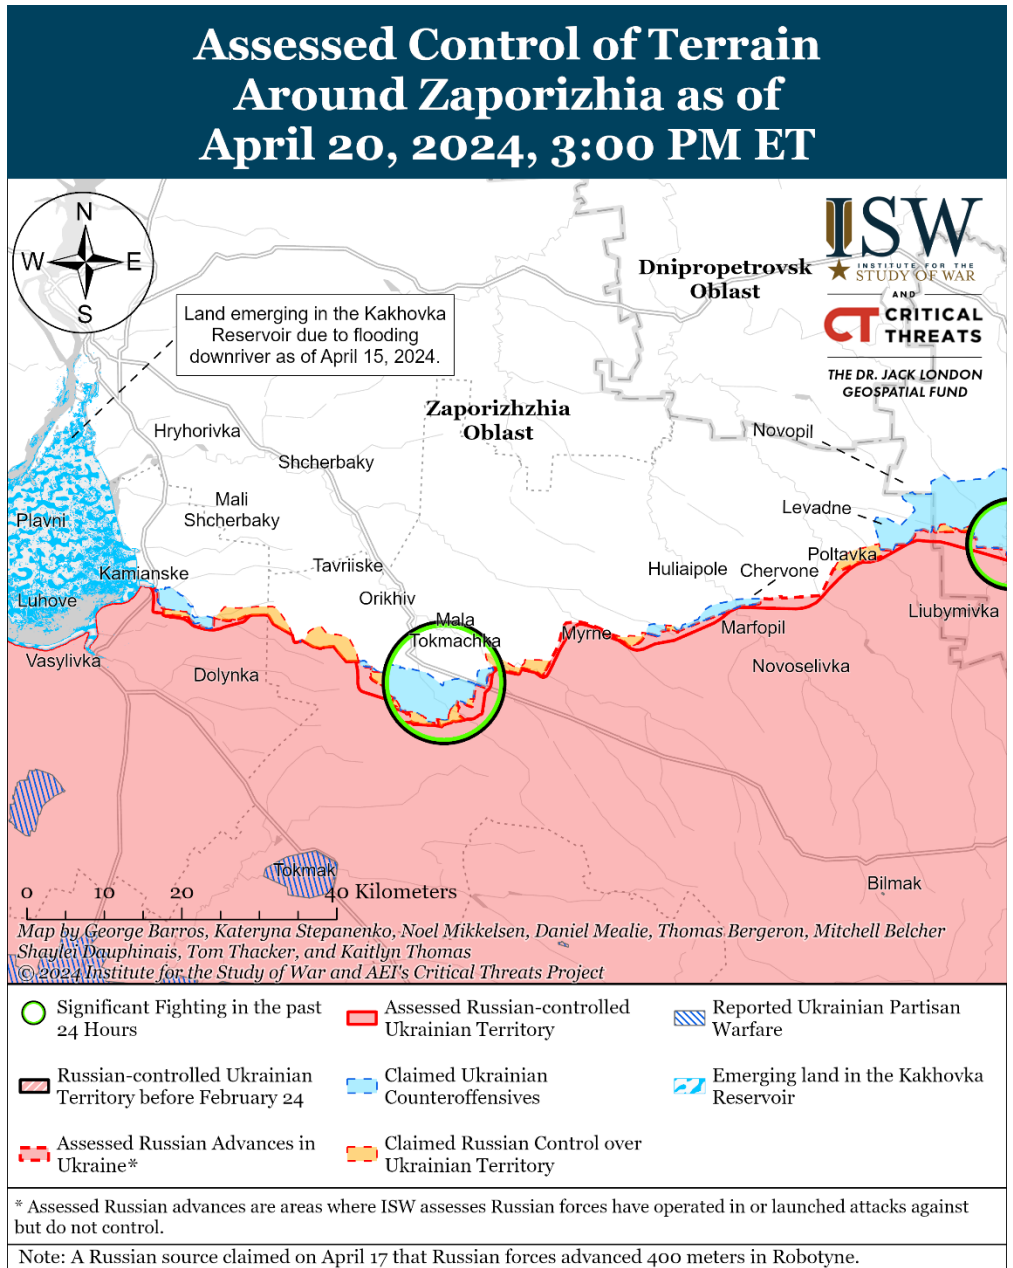 Assessed Control of Terrain
Around Zaporizhia as of
April 20, 2024, 3:00 PM ET
N
W
E
S
ISW
INSTITUTE FOR THE
STUDY OF WAR
AND
CT CRITICAL
THREATS
THE DR. JACK LONDON
GEOSPATIAL FUND
Dnipropetrovsk
Oblast
Land emerging in the Kakhovka
Reservoir due to flooding
downriver as of April 15, 2024.
Zaporizhzhia
Oblast
Hryhorivka
Novopil
Shcherbaky
Mali
Shcherbaky
Levadne
Plavni
Poltavka
Tavriiske
Kamianske
Huliaipole
Chervone
Orikhiv
Luhove
Liubymivka
Mala
Tokmachka
Myrne
Marfopil
Vasylivka
Novoselivka
Dolynka
Tokmak
Bilmak
0 10 20 40 Kilometers
Map by George Barros, Kateryna Stepanenko, Noel Mikkelsen, Daniel Mealie, Thomas Bergeron, Mitchell Belcher
Shaylei Dauphinais, Tom Thacker, and Kaitlyn Thomas
© 2024 Institute for the Study of War and AEI's Critical Threats Project
Significant Fighting in the past
24 Hours
Russian-controlled Ukrainian
Territory before February 24
Assessed Russian Advances in
Ukraine*
Assessed Russian-controlled
Ukrainian Territory
Claimed Ukrainian
Counteroffensives
Claimed Russian Control over
Ukrainian Territory
Reported Ukrainian Partisan
Warfare
Emerging land in the Kakhovka
Reservoir
* Assessed Russian advances are areas where ISW assesses Russian forces have operated in or launched attacks against
but do not control.
Note: A Russian source claimed on April 17 that Russian forces advanced 400 meters in Robotyne.